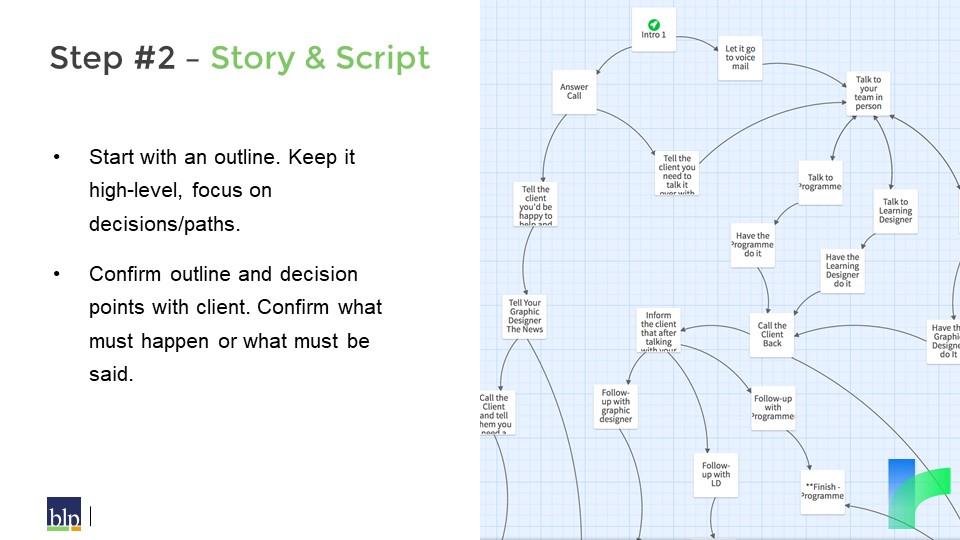 Step #2 – Story & Script
• Start with an outline. Keep it
high-level, focus on
decisions/paths.
• Confirm outline and decision
points with client. Confirm what
must happen or what must be
said.
blp
Intro 1
Let it go
to voice
mail
Answer
Call
Talk to
your
team in
person
Tell the
client you
need to
talk it
over with
Tell the
client
you'd be
happy to
help and
Talk to
Programme
Talk to
Learning
Designer
Have the
Programme
do it
Have the
Learning
Designer
do it
Tell Your
Graphic
Designer
The News
Inform
the client
that after
talking
with your
Call the
Client
Back
Have the
Graphic
Designe
do It
Call the
Client
and tell
them you
need a
Follow-
up with
graphic
designer
Follow-up
with
Programme
Follow-
up with
LD
**Finish -
Programme